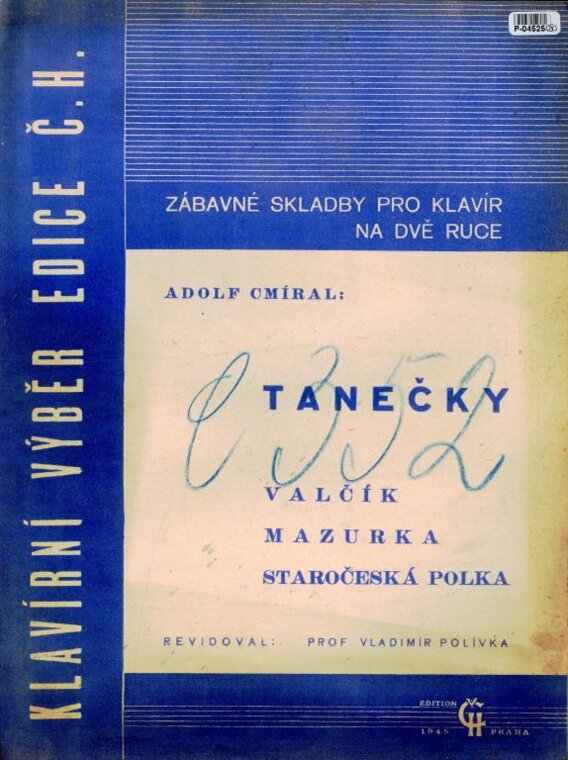 P-04525
KLAVÍRNÍ VÝBĚR EDICE Č.H.
ZÁBAVNÉ SKLADBY PRO KLAVÍR
NA DVĚ RUCE
ADOLF CMÍRAL:
TANEČKY
C 352
VALČÍK
MAZURKA
STAROČESKÁ POLKA
REVIDOVAL: PROF VLADIMÍR POLÍVKA
EDITION ČH
1945 PRAHA